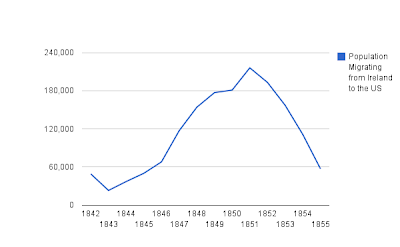 240,000
180,000
120,000
60,000
0
1842 1844 1846 1848 1850 1852 1854
1843 1845 1847 1849 1851 1853 1855
Population
Migrating
from Ireland
to the US